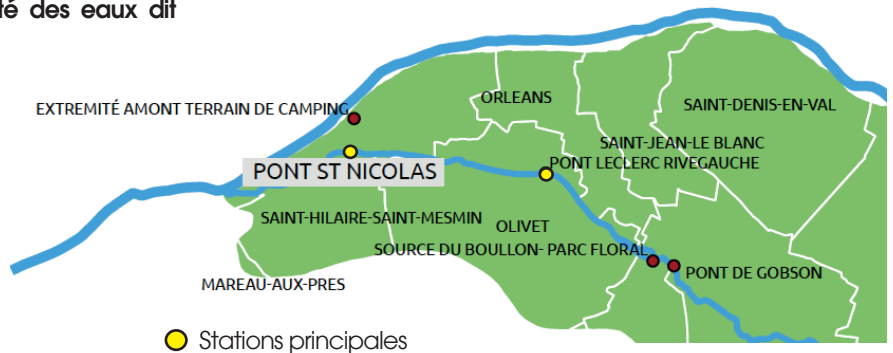 té des eaux dit
EXTREMITÉ AMONT TERRAIN DE CAMPING
ORLEANS
SAINT-DENIS-EN-VAL
SAINT-JEAN-LE BLANC
PONT LECLERC RIVEGAUCHE
PONT ST NICOLAS
SAINT-HILAIRE-SAINT-MESMIN
OLIVET
SOURCE DU BOULLON- PARC FLORAL
PONT DE GOBSON
MAREAU-AUX-PRES
Stations principales